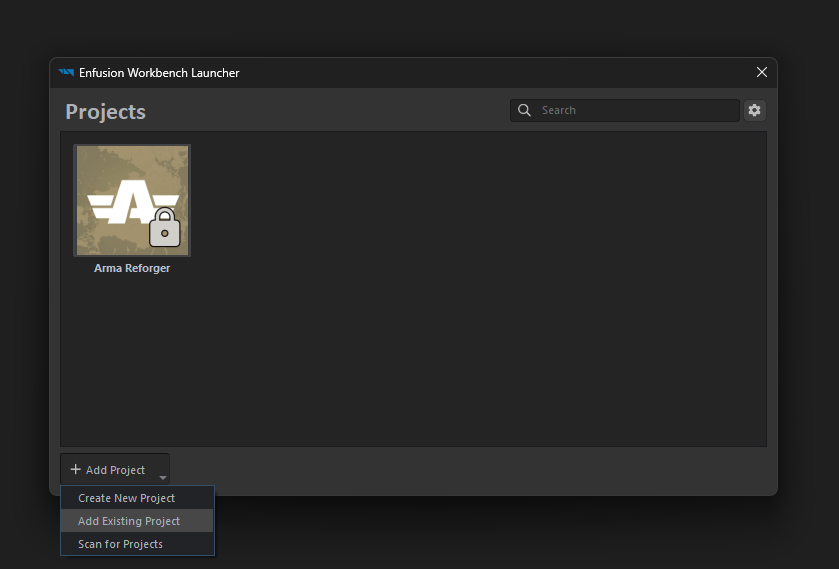 Enfusion Workbench Launcher
Projects
Search
Arma Reforger
Add Project
Create New Project
Add Existing Project
Scan for Projects